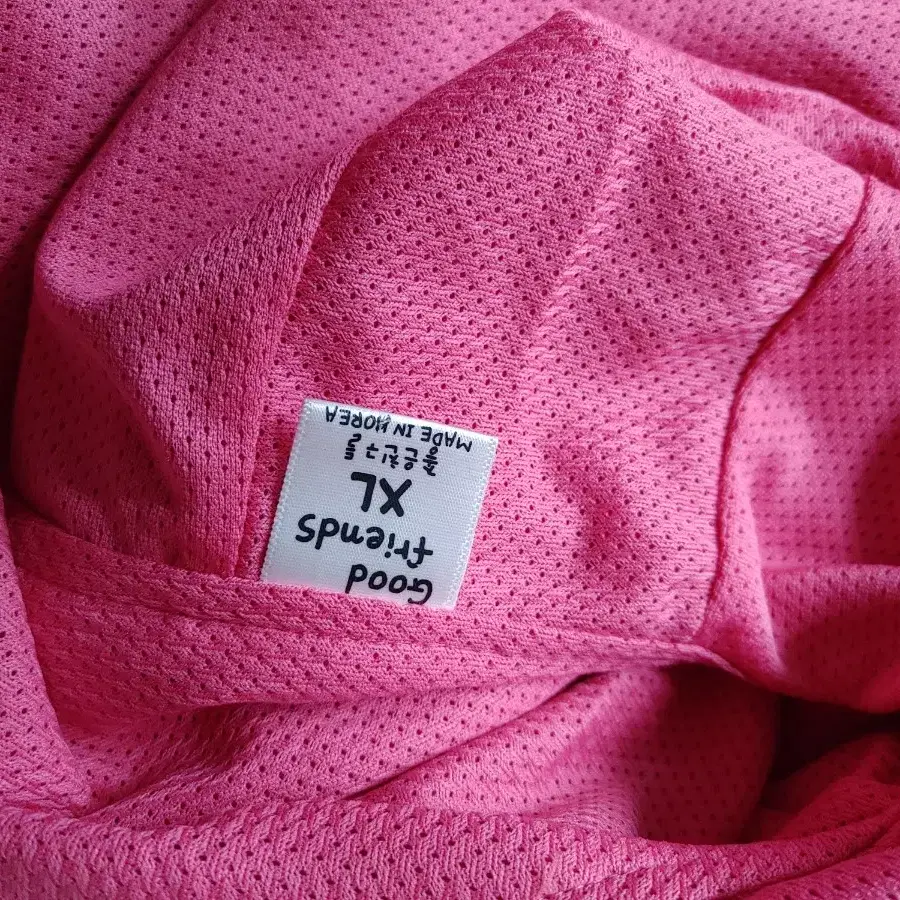 Good
friends
XL
좋은친구들
MADE IN KOREA